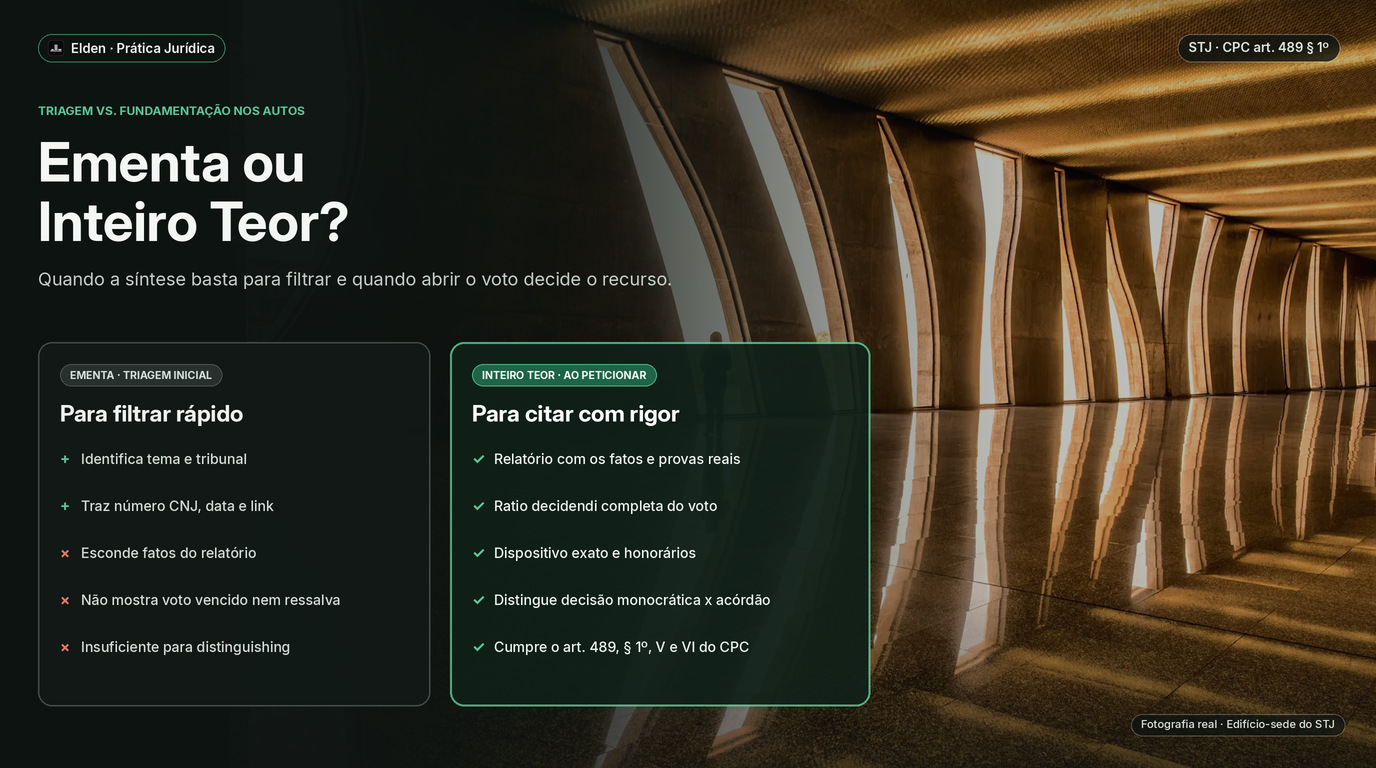 Elden · Prática Jurídica
STJ · CPC art. 489 § 1º
TRIAGEM VS. FUNDAMENTAÇÃO NOS AUTOS
Ementa ou
Inteiro Teor?
Quando a síntese basta para filtrar e quando abrir o voto decide o recurso.
EMENTA · TRIAGEM INICIAL
Para filtrar rápido
+ Identifica tema e tribunal
+ Traz número CNJ, data e link
× Esconde fatos do relatório
× Não mostra voto vencido nem ressalva
× Insuficiente para distinguishing
INTEIRO TEOR · AO PETICIONAR
Para citar com rigor
✓ Relatório com os fatos e provas reais
✓ Ratio decidendi completa do voto
✓ Dispositivo exato e honorários
✓ Distingue decisão monocrática x acórdão
✓ Cumpre o art. 489, § 1º, V e VI do CPC
Fotografia real · Edifício-sede do STJ